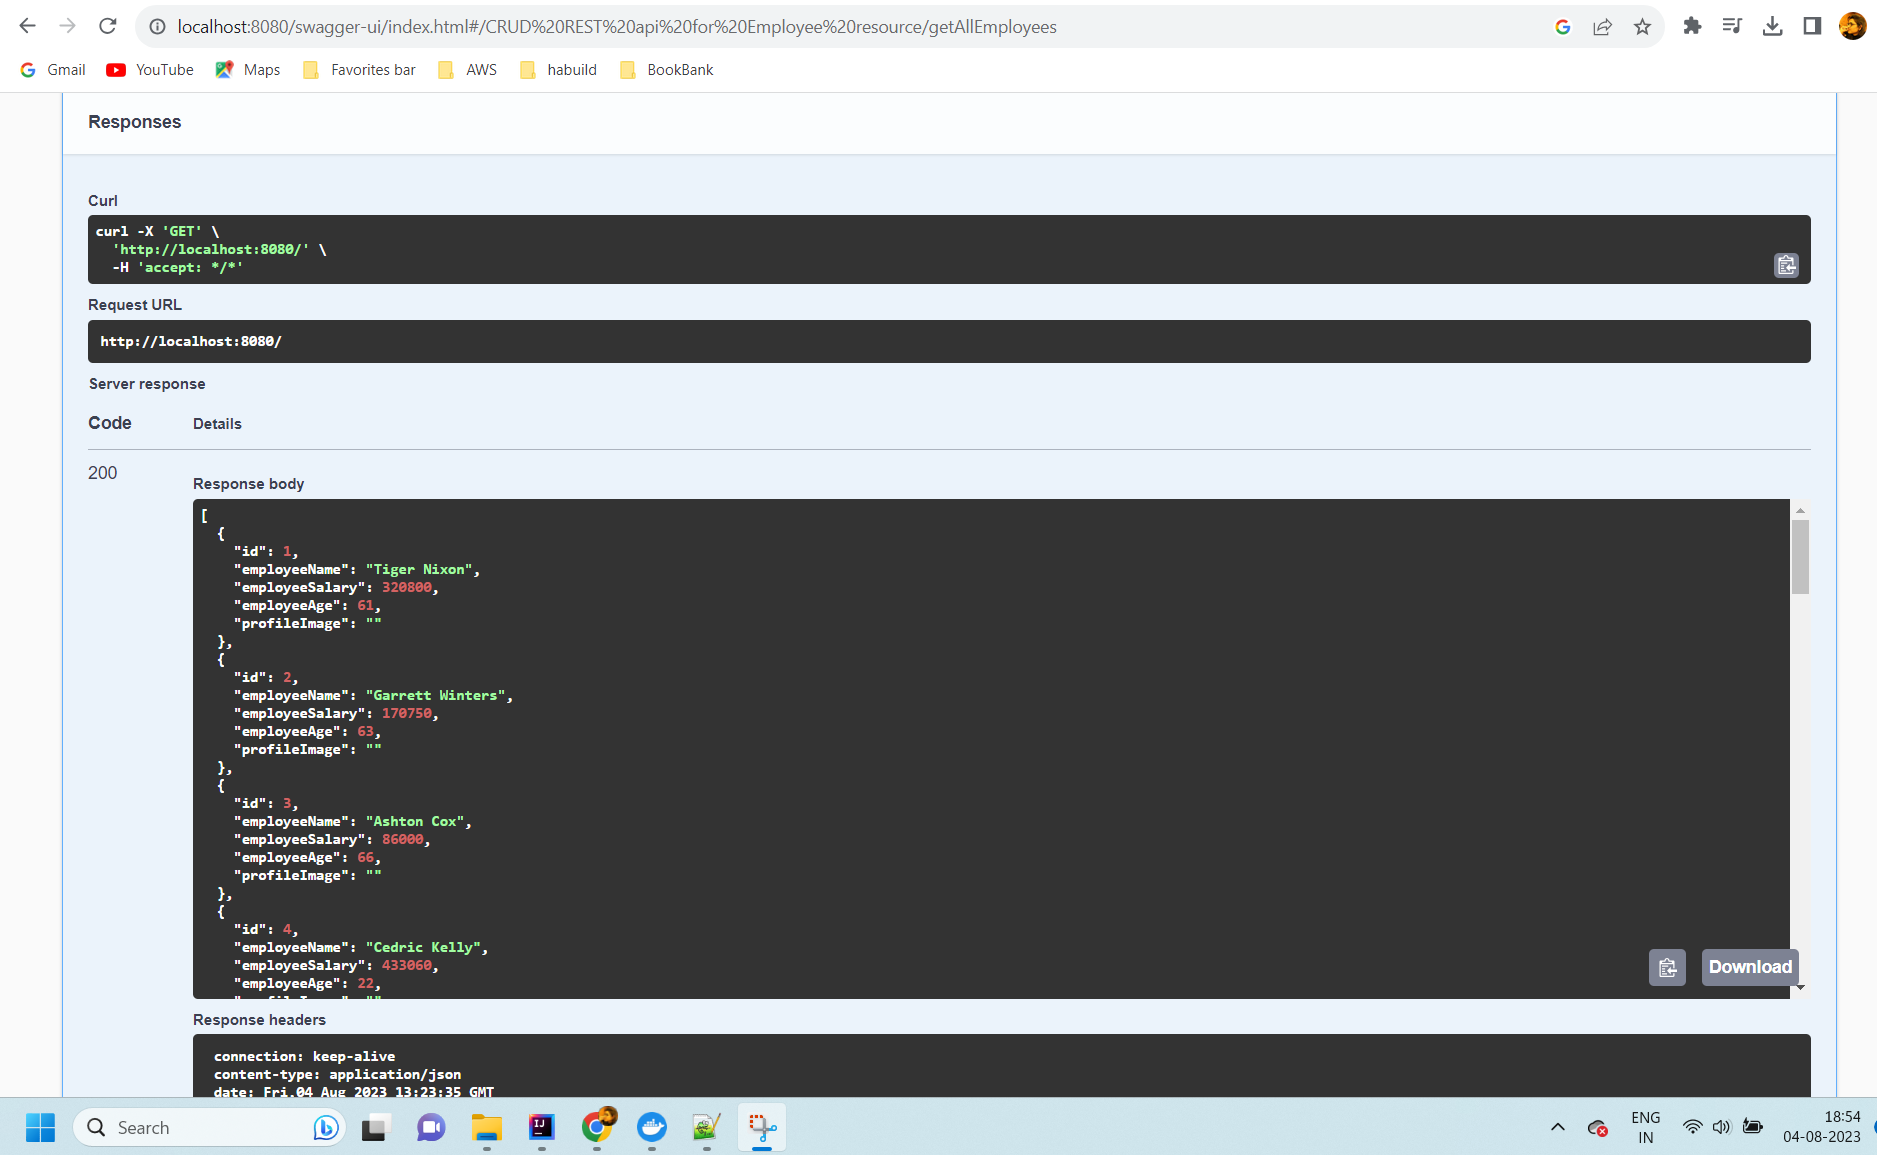 localhost:8080/swagger-ui/index.html#/CRUD%20REST%20api%20for%20Employee%20resource/getAllEmployees
Gmail YouTube Maps Favorites bar AWS habuild BookBank
Responses
Curl
curl -X 'GET' \
'http://localhost:8080/' \
-H 'accept: */*'
Request URL
http://localhost:8080/
Server response
Code Details
200
Response body
[
{
"id": 1,
"employeeName": "Tiger Nixon",
"employeeSalary": 320800,
"employeeAge": 61,
"profileImage": ""
},
{
"id": 2,
"employeeName": "Garrett Winters",
"employeeSalary": 170750,
"employeeAge": 63,
"profileImage": ""
},
{
"id": 3,
"employeeName": "Ashton Cox",
"employeeSalary": 86000,
"employeeAge": 66,
"profileImage": ""
},
{
"id": 4,
"employeeName": "Cedric Kelly",
"employeeSalary": 433060,
"employeeAge": 22,
Download
Response headers
connection: keep-alive
content-type: application/json
date: Fri,04 Aug 2023 13:23:35 GMT
Search
ENG
IN
18:54
04-08-2023